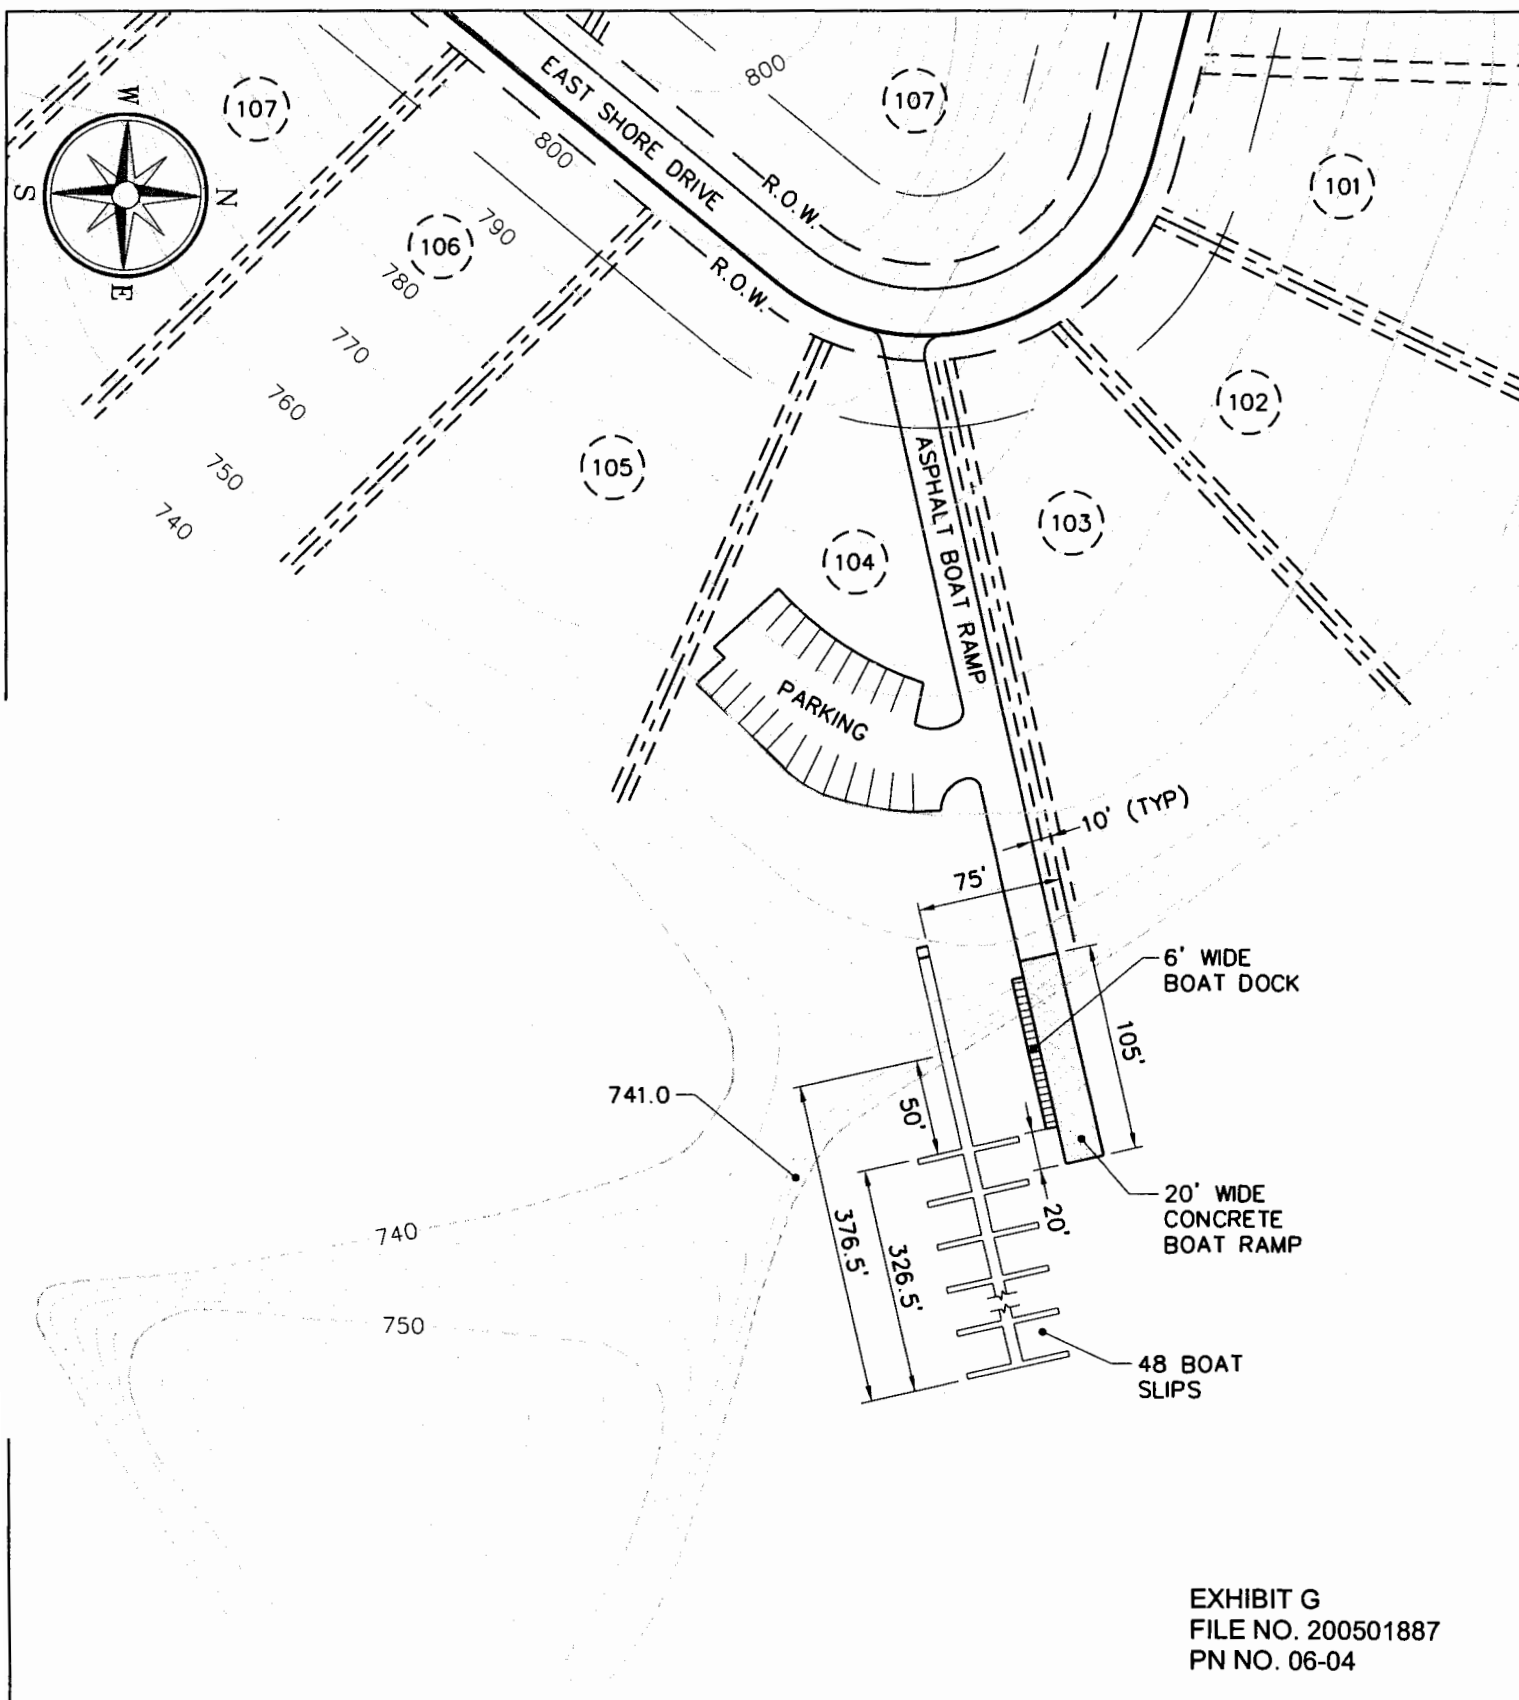 W
N
S
E
107
800
107
EAST SHORE DRIVE
R.O.W.
800
101
790
106
780
R.O.W.
770
760
750
740
102
105
ASPHALT BOAT RAMP
103
104
PARKING
10' (TYP)
75'
6' WIDE
BOAT DOCK
105'
741.0
50'
20' WIDE
CONCRETE
BOAT RAMP
20'
740
376.5'
326.5'
750
48 BOAT
SLIPS
EXHIBIT G
FILE NO. 200501887
PN NO. 06-04